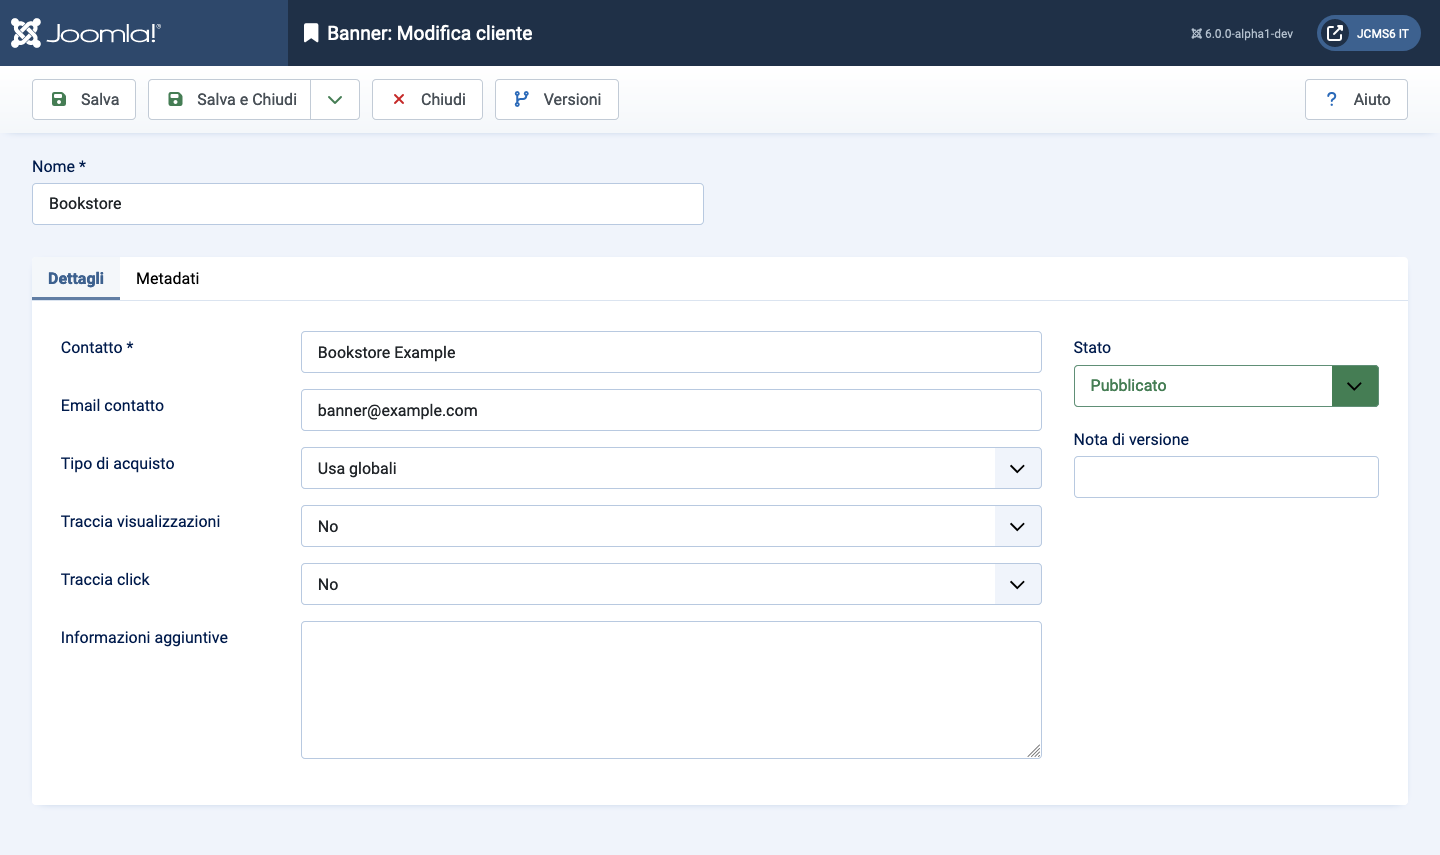 Joomla!®
Banner: Modifica cliente
6.0.0-alpha1-dev
JCMS6 IT
Salva
Salva e Chiudi
Chiudi
Versioni
? Aiuto
Nome *
Bookstore
Dettagli
Metadati
Contatto *
Bookstore Example
Email contatto
banner@example.com
Tipo di acquisto
Usa globali
Traccia visualizzazioni
No
Traccia click
No
Informazioni aggiuntive
Stato
Pubblicato
Nota di versione